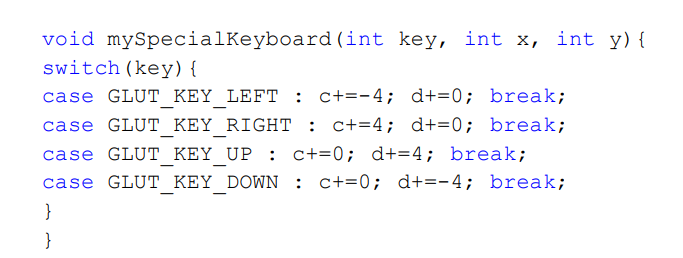 void mySpecialKeyboard(int key, int x, int y){
switch(key){
case GLUT_KEY_LEFT : c+=-4; d+=0; break;
case GLUT_KEY_RIGHT : c+=4; d+=0; break;
case GLUT_KEY_UP : c+=0; d+=4; break;
case GLUT_KEY_DOWN : c+=0; d+=-4; break;
}
}